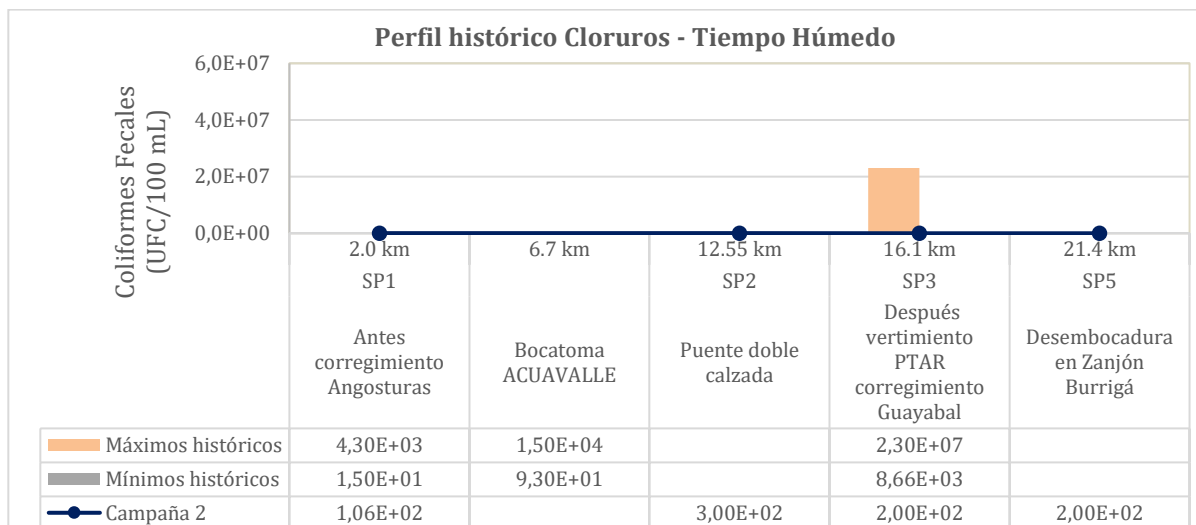 Perfil histórico Cloruros - Tiempo Húmedo
Coliformes Fecales
(UFC/100 mL)
6,0E+07
4,0E+07
2,0E+07
0,0E+00
2.0 km 6.7 km 12.55 km 16.1 km 21.4 km
SP1 SP2 SP3 SP5
Antes
corregimiento
Angosturas
Bocatoma
ACUAVALLE
Puente doble
calzada
Después
vertimiento
PTAR
corregimiento
Guayabal
Desembocadura
en Zanjón
Burrigá
Máximos históricos 4,30E+03 1,50E+04 2,30E+07
Mínimos históricos 1,50E+01 9,30E+01 8,66E+03
Campaña 2 1,06E+02 3,00E+02 2,00E+02 2,00E+02